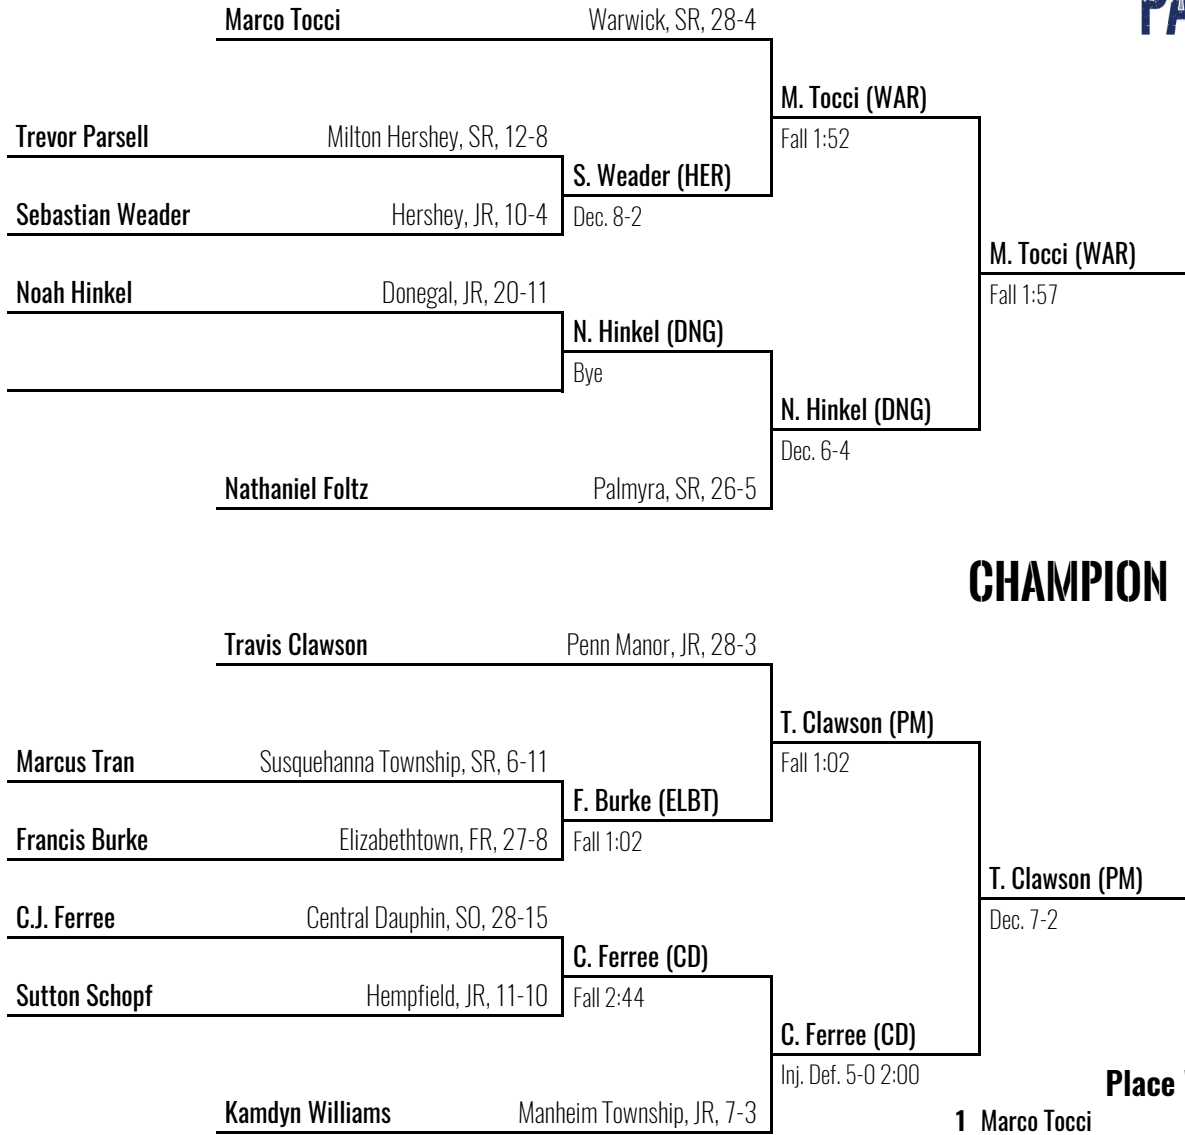 Marco Tocci Warwick, SR, 28-4
M. Tocci (WAR)
Trevor Parsell Milton Hershey, SR, 12-8
Fall 1:52
S. Weader (HER)
Sebastian Weader Hershey, JR, 10-4
Dec. 8-2
M. Tocci (WAR)
Noah Hinkel Donegal, JR, 20-11
Fall 1:57
N. Hinkel (DNG)
Bye
N. Hinkel (DNG)
Dec. 6-4
Nathaniel Foltz Palmyra, SR, 26-5
CHAMPION
Travis Clawson Penn Manor, JR, 28-3
T. Clawson (PM)
Marcus Tran Susquehanna Township, SR, 6-11
Fall 1:02
F. Burke (ELBT)
Francis Burke Elizabethtown, FR, 27-8
Fall 1:02
T. Clawson (PM)
C.J. Ferree Central Dauphin, SO, 28-15
Dec. 7-2
C. Ferree (CD)
Sutton Schopf Hempfield, JR, 11-10
Fall 2:44
C. Ferree (CD)
Inj. Def. 5-0 2:00
Place
Kamdyn Williams Manheim Township, JR, 7-3
1 Marco Tocci